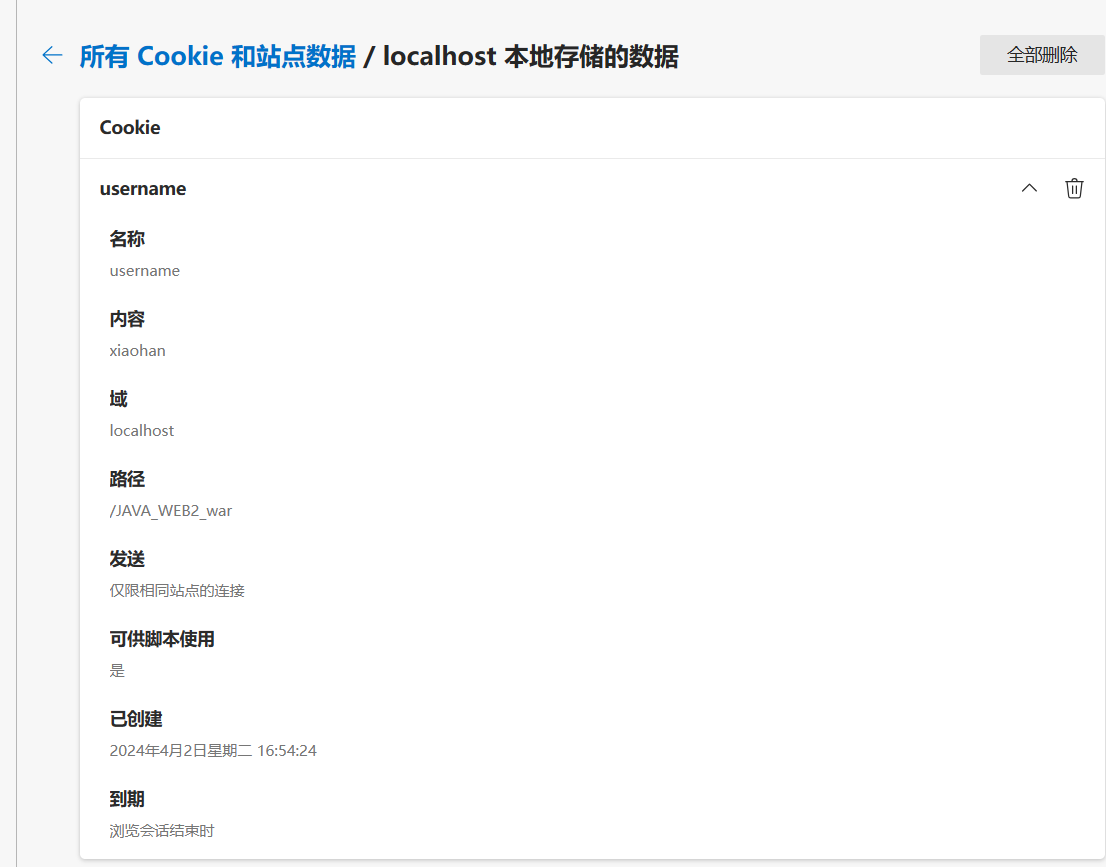 所有 Cookie 和站点数据 / localhost 本地存储的数据
全部删除
Cookie
username
名称
username
内容
xiaohan
域
localhost
路径
/JAVA_WEB2_war
发送
仅限相同站点的连接
可供脚本使用
是
已创建
2024年4月2日星期二 16:54:24
到期
浏览会话结束时